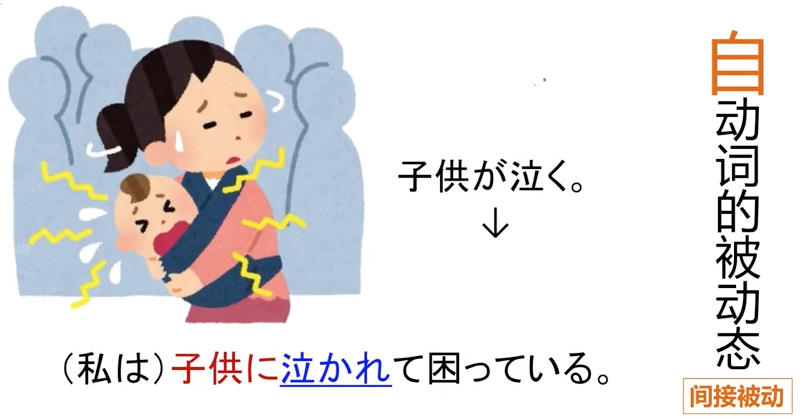 子供が泣く。
↓
（私は）子供に泣かれて困っている。
自动词的被动态
间接被动